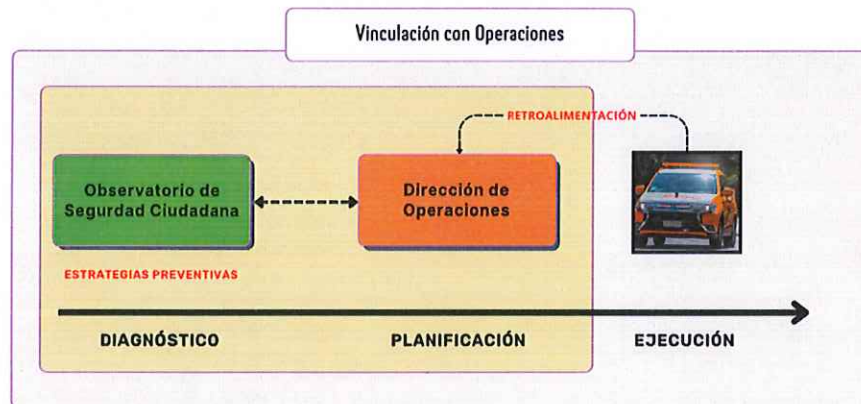 Vinculación con Operaciones
RETROALIMENTACIÓN
Observatorio de
Segurdad Ciudadana
Dirección de
Operaciones
ESTRATEGIAS PREVENTIVAS
DIAGNÓSTICO
PLANIFICACIÓN
EJECUCIÓN